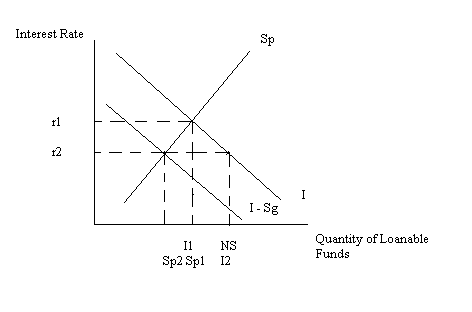 Interest Rate
Sp
r1
r2
I
I - Sg
Quantity of Loanable
Funds
I1 NS
Sp2 Sp1 I2